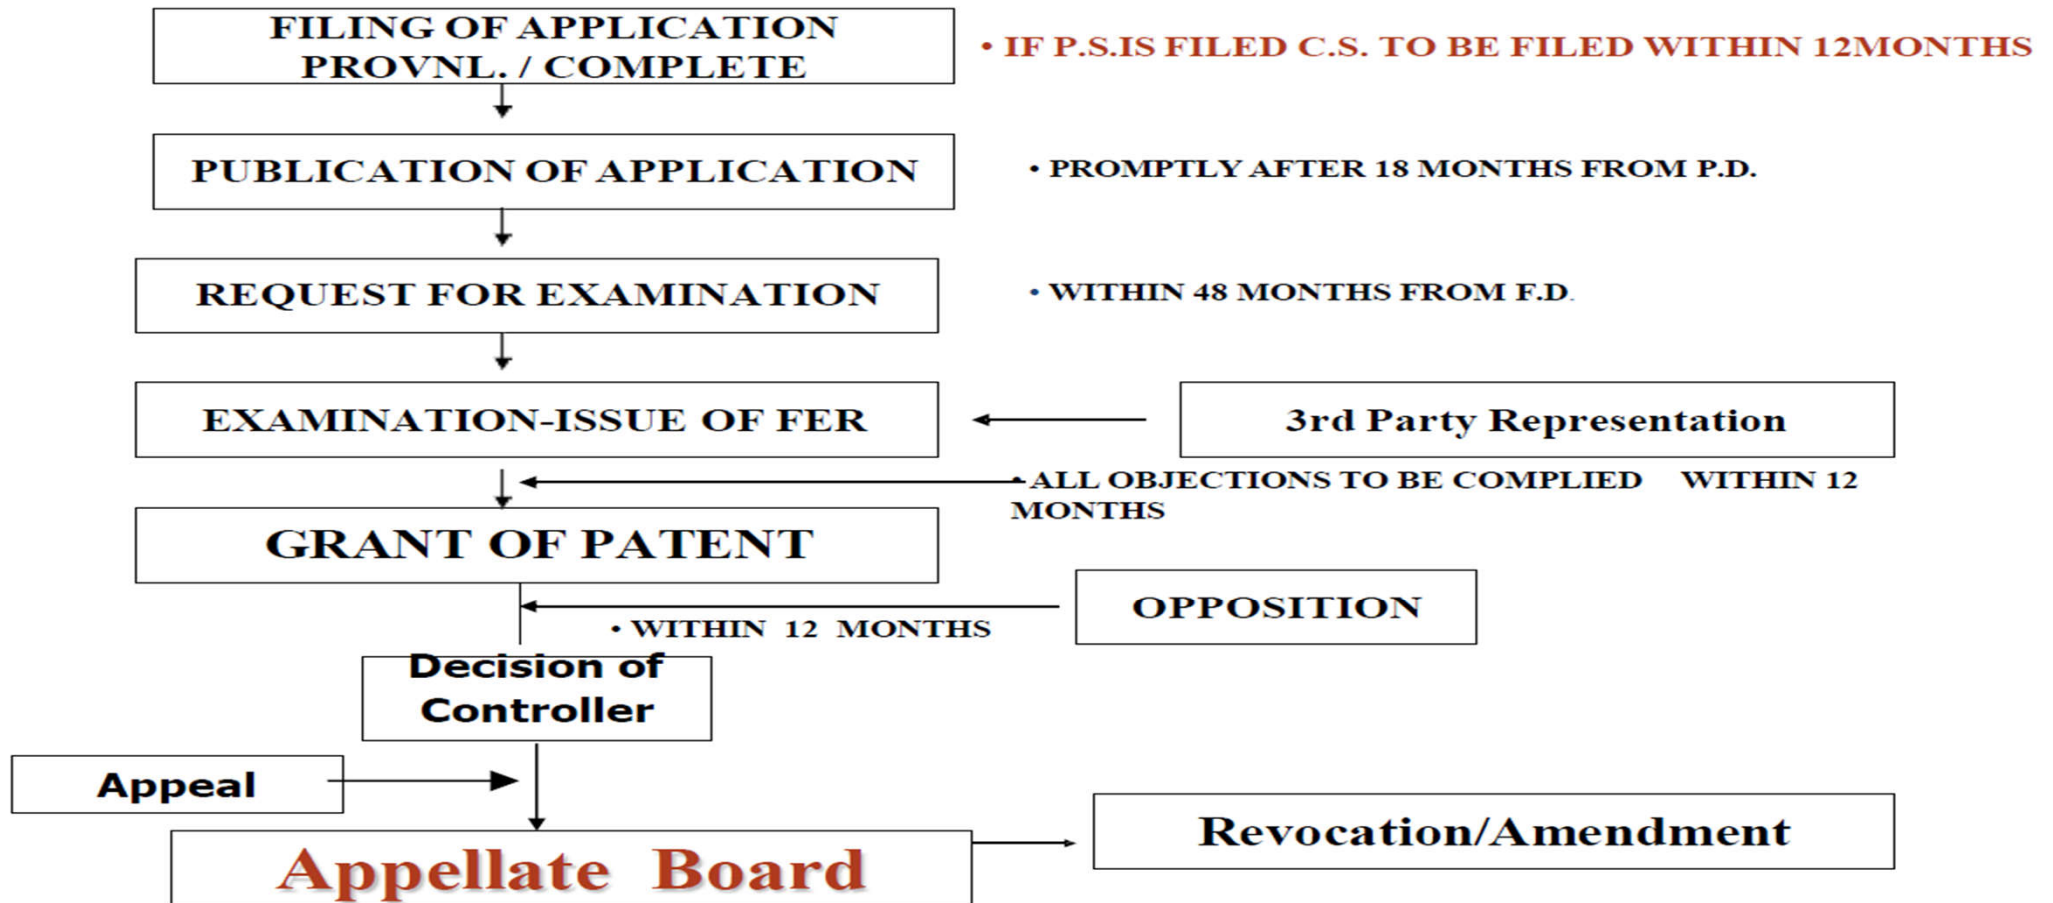 FILING OF APPLICATION
PROVNL. / COMPLETE
• IF P.S.IS FILED C.S. TO BE FILED WITHIN 12MONTHS
PUBLICATION OF APPLICATION
• PROMPTLY AFTER 18 MONTHS FROM P.D.
REQUEST FOR EXAMINATION
• WITHIN 48 MONTHS FROM F.D.
EXAMINATION-ISSUE OF FER
3rd Party Representation
• ALL OBJECTIONS TO BE COMPLIED WITHIN 12
MONTHS
GRANT OF PATENT
OPPOSITION
• WITHIN 12 MONTHS
Decision of
Controller
Appeal
Revocation/Amendment
Appellate Board